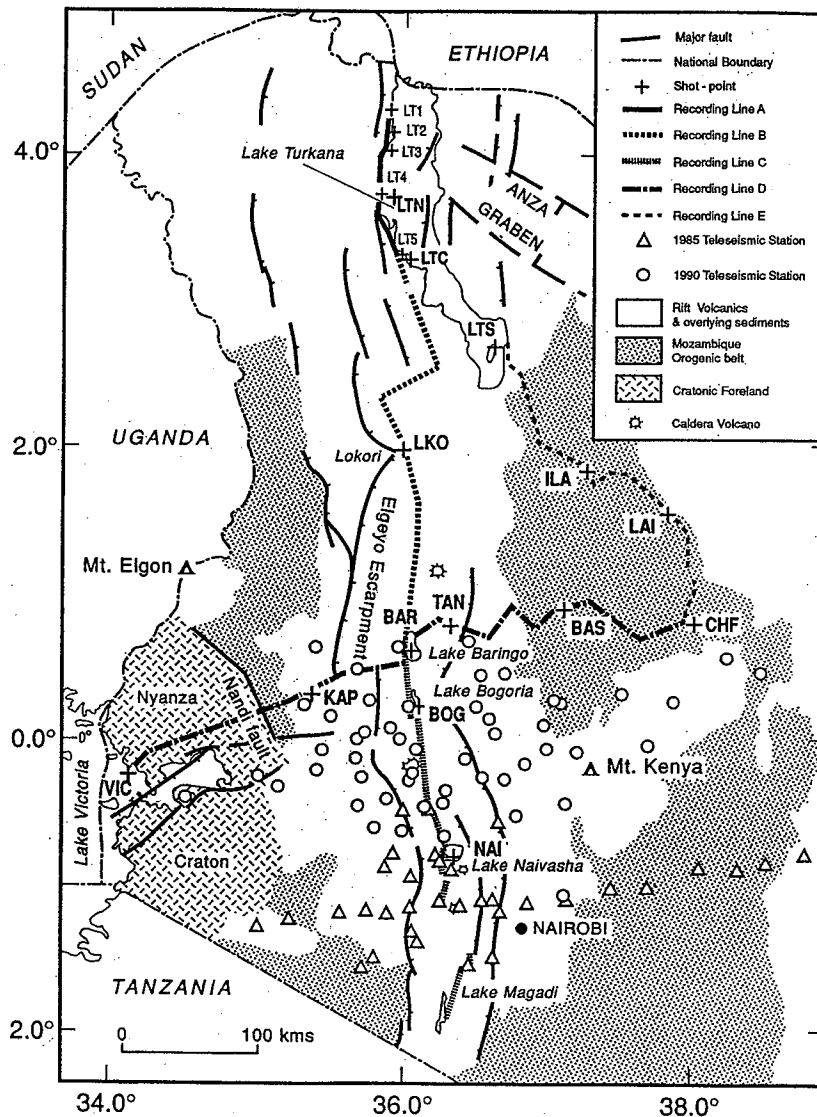 SUDAN
ETHIOPIA
4.0°
LT1
LT2
LT3
Lake Turkana
LT4
LTN
LT5
LTC
ANZA
GRABEN
LTS
UGANDA
2.0°
Lokori
LKO
ILA
LAI
Elgeyo Escarpment
Mt. Elgon
TAN
BAR
BAS
CHF
Lake Baringo
Nyanza
Nandi fault
KAP
Lake Bogoria
BOG
0.0°
VIC
Mt. Kenya
Lake Victoria
Craton
NAI
Lake Naivasha
NAIROBI
TANZANIA
Lake Magadi
2.0°
0 100 kms
34.0° 36.0° 38.0°
Major fault
National Boundary
Shot - point
Recording Line A
Recording Line B
Recording Line C
Recording Line D
Recording Line E
1985 Teleseismic Station
1990 Teleseismic Station
Rift Volcanics
& overlying sediments
Mozambique
Orogenic belt
Cratonic Foreland
Caldera Volcano